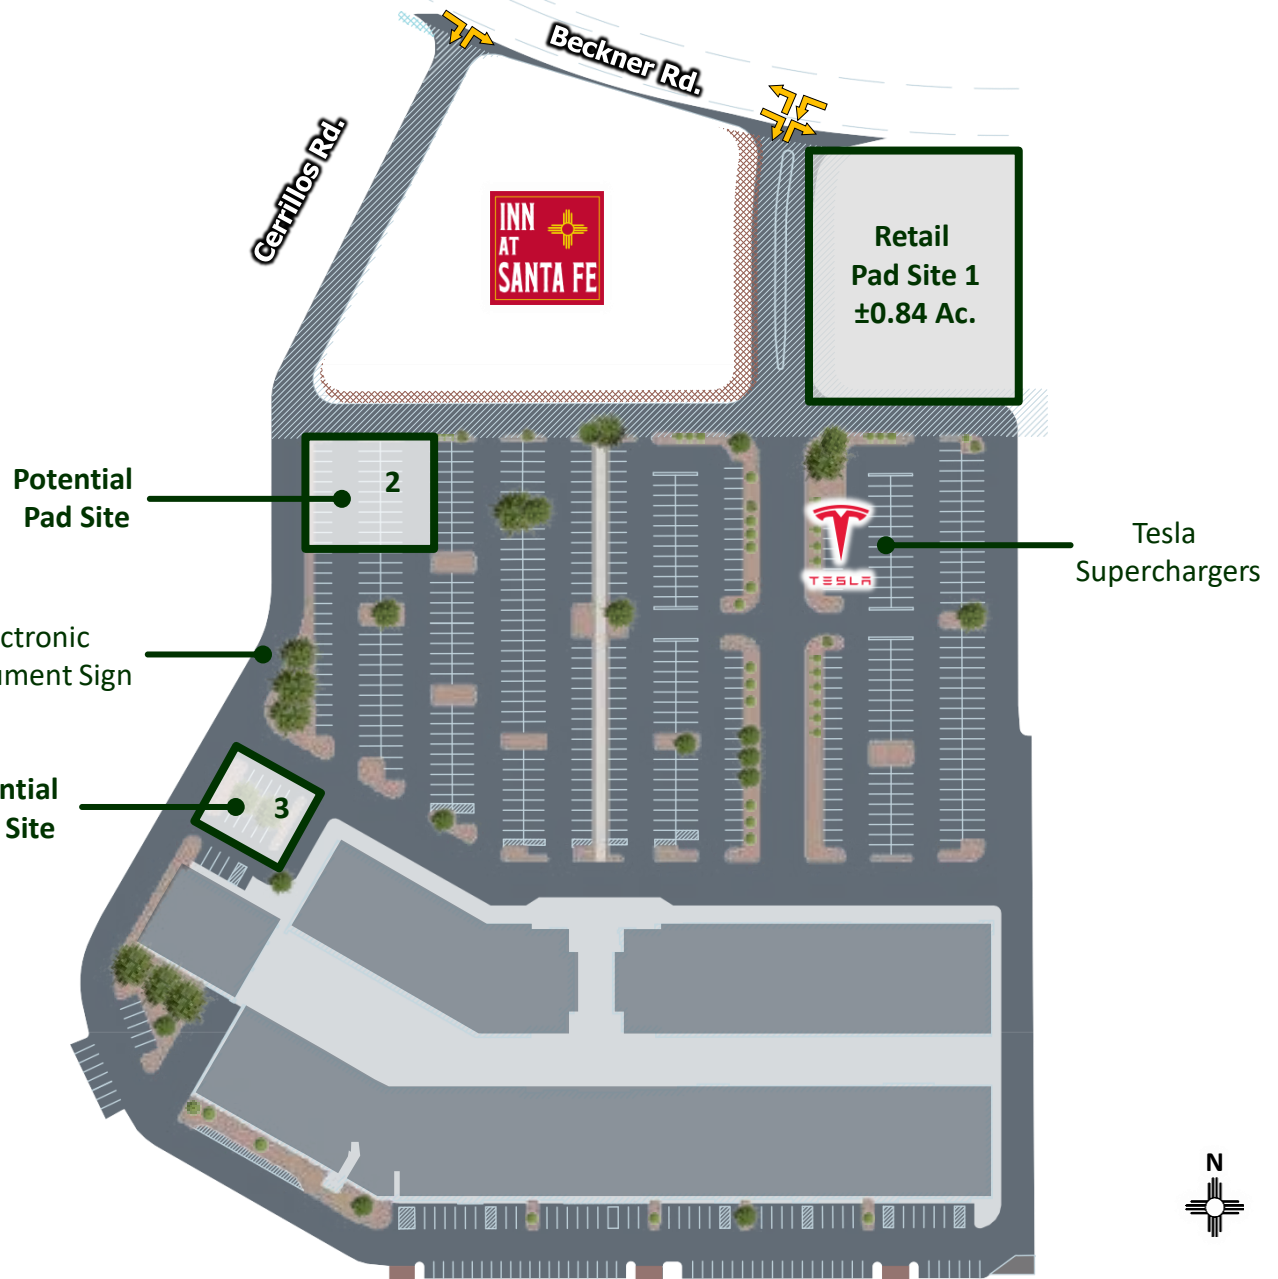 Beckner Rd.
Cerrillos Rd.
INN
AT
SANTA FE
Retail
Pad Site 1
±0.84 Ac.
Potential
Pad Site
2
TESLA
Tesla
Superchargers
ctronic
ument Sign
ntial
Site
3
N